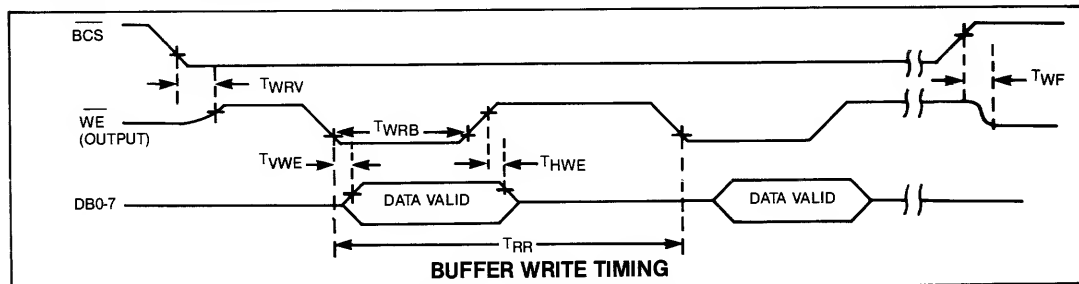 BCS
TWRV
TWF
WE
(OUTPUT)
TWRB
TVWE
THWE
DB0-7
DATA VALID
DATA VALID
TRR
BUFFER WRITE TIMING